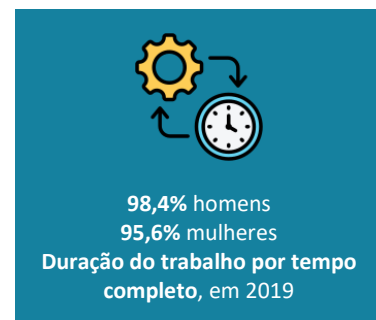 98,4% homens
95,6% mulheres
Duração do trabalho por tempo
completo, em 2019